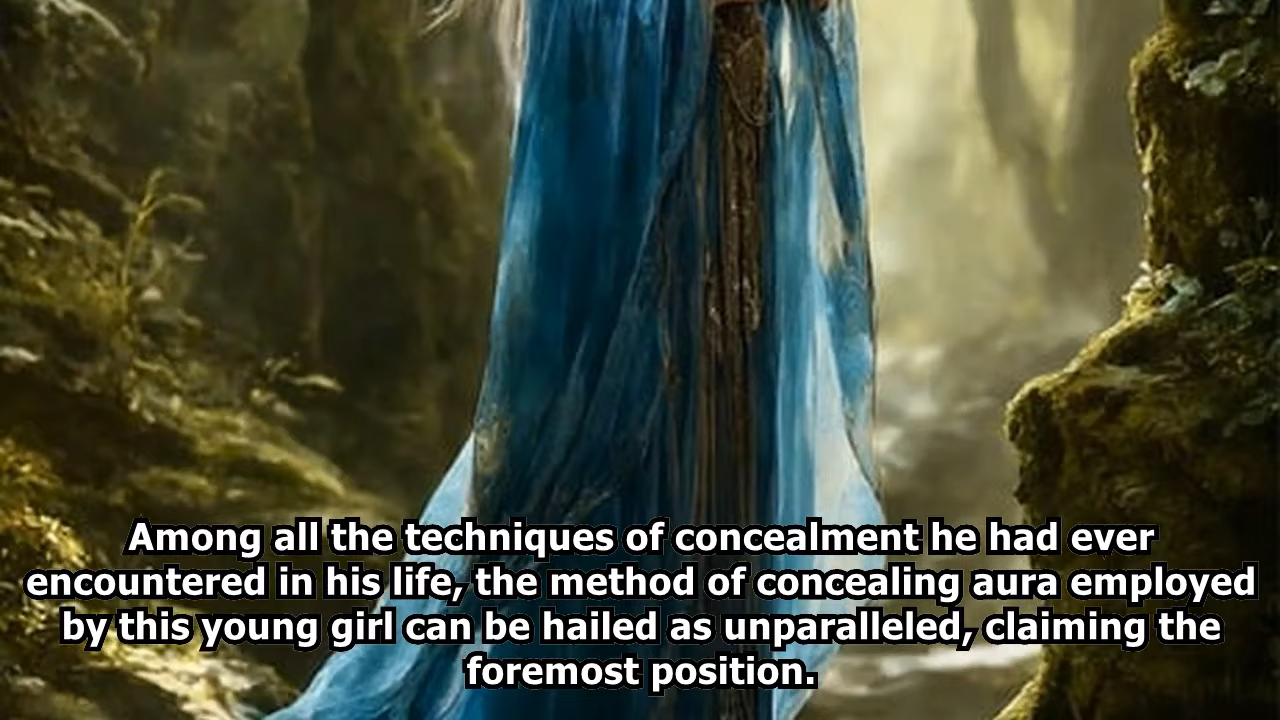 Among all the techniques of concealment he had ever
encountered in his life, the method of concealing aura employed
by this young girl can be hailed as unparalleled, claiming the
foremost position.